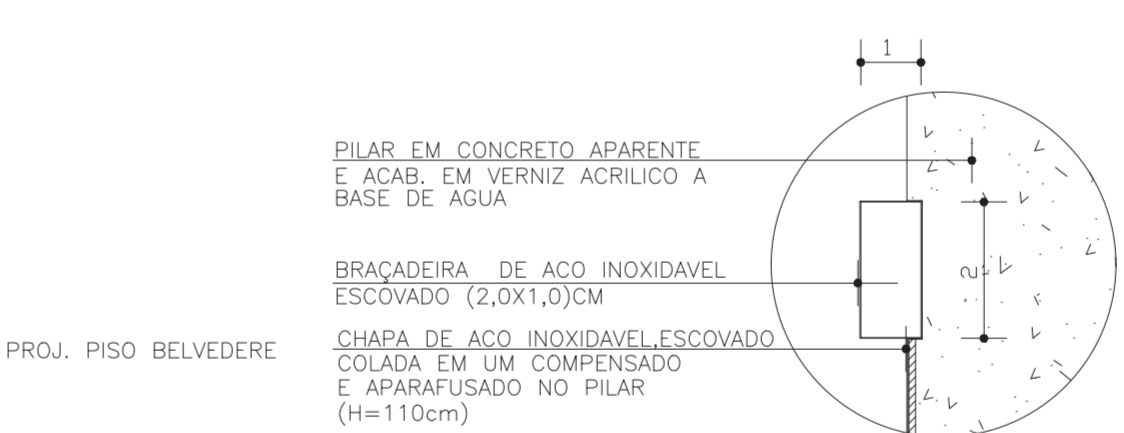 1
PILAR EM CONCRETO APARENTE
E ACAB. EM VERNIZ ACRILICO A
BASE DE AGUA
BRAÇADEIRA DE ACO INOXIDAVEL
ESCOVADO (2,0X1,0)CM
2
PROJ. PISO BELVEDERE
CHAPA DE ACO INOXIDAVEL,ESCOVADO
COLADA EM UM COMPENSADO
E APARAFUSADO NO PILAR
(H=110cm)